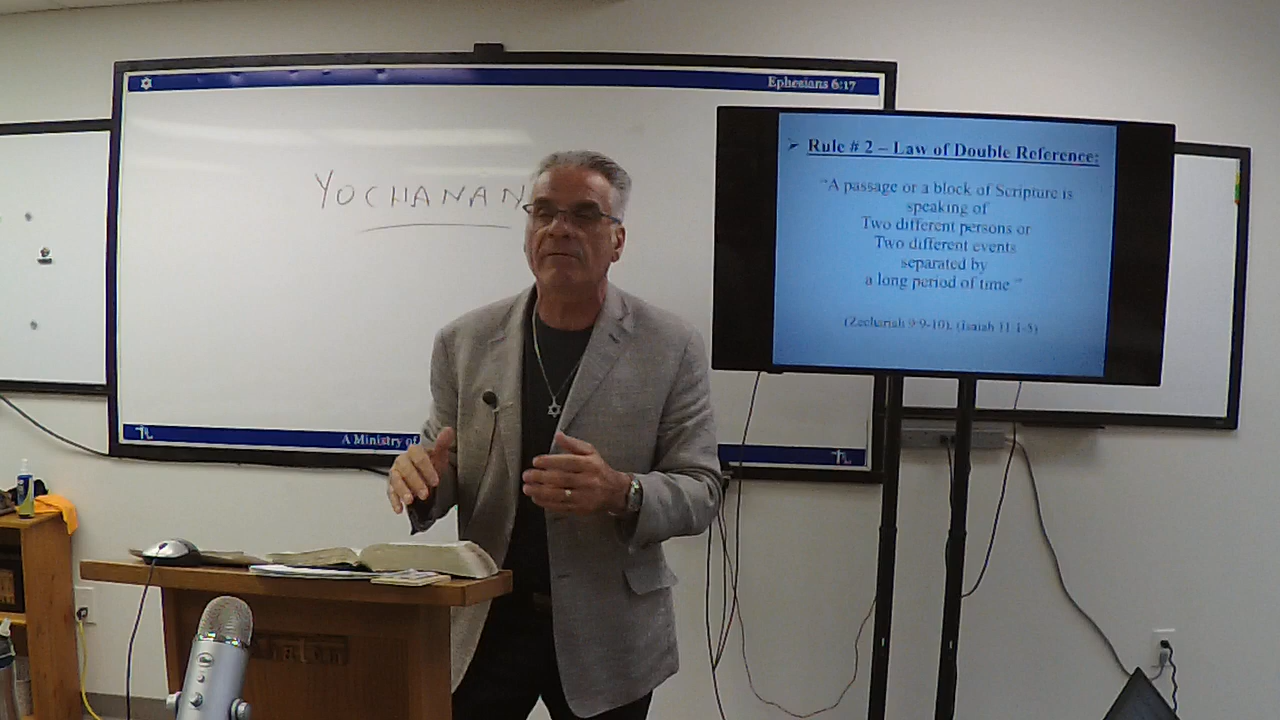 Ephesians 6:17
YOCHANAN
A Ministry of
➤ Rule # 2 – Law of Double Reference:
"A passage or a block of Scripture is
speaking of
Two different persons or
Two different events
separated by
a long period of time "
(Zechariah 9:9-10), (Isaiah 11:1-5)